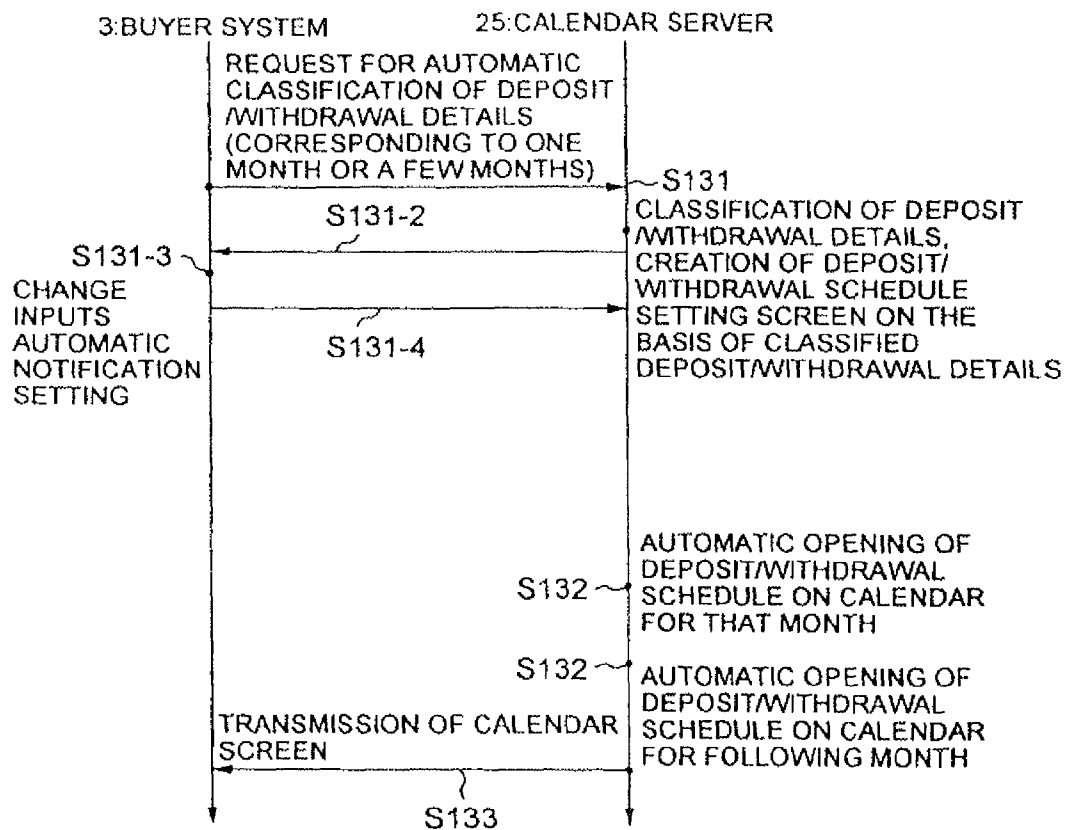 3:BUYER SYSTEM
25:CALENDAR SERVER
REQUEST FOR AUTOMATIC
CLASSIFICATION OF DEPOSIT
/WITHDRAWAL DETAILS
(CORRESPONDING TO ONE
MONTH OR A FEW MONTHS)
S131
S131-2
CLASSIFICATION OF DEPOSIT
/WITHDRAWAL DETAILS,
CREATION OF DEPOSIT/
WITHDRAWAL SCHEDULE
SETTING SCREEN ON THE
BASIS OF CLASSIFIED
DEPOSIT/WITHDRAWAL DETAILS
S131-3
CHANGE
INPUTS
AUTOMATIC
NOTIFICATION
SETTING
S131-4
S132
AUTOMATIC OPENING OF
DEPOSIT/WITHDRAWAL
SCHEDULE ON CALENDAR
FOR THAT MONTH
S132
AUTOMATIC OPENING OF
DEPOSIT/WITHDRAWAL
SCHEDULE ON CALENDAR
FOR FOLLOWING MONTH
TRANSMISSION OF CALENDAR
SCREEN
S133